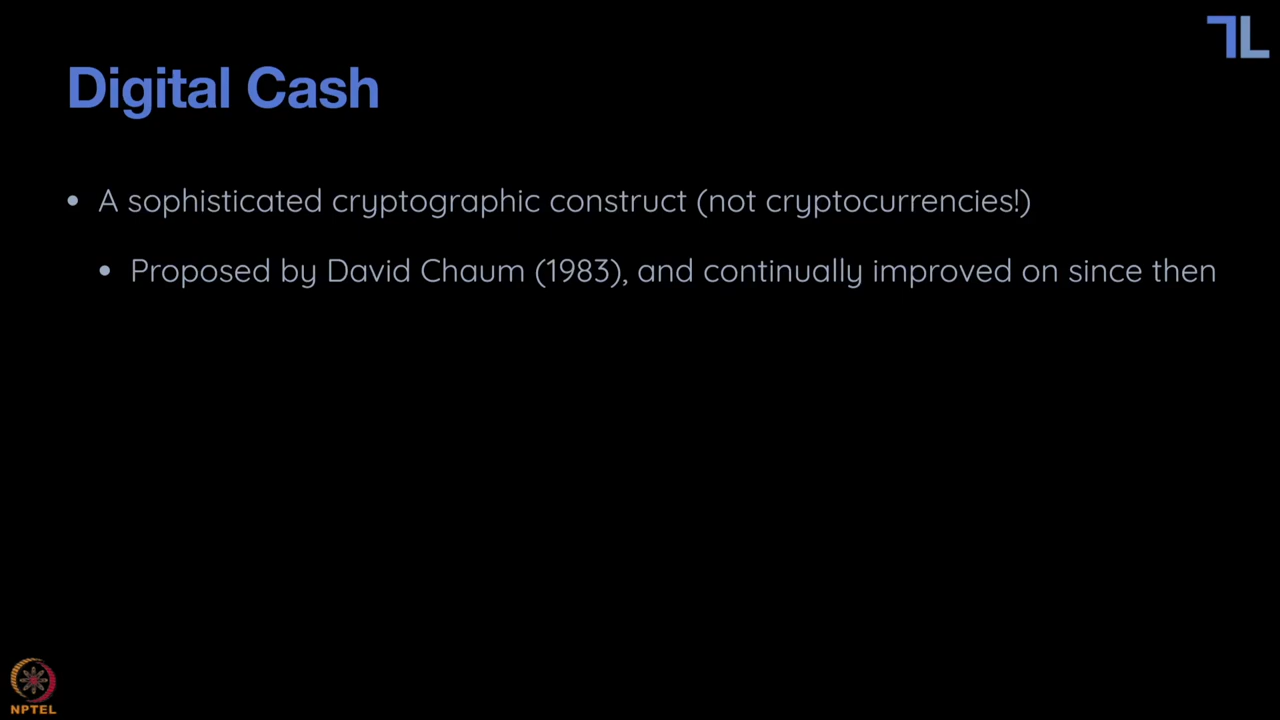 Digital Cash
• A sophisticated cryptographic construct (not cryptocurrencies!)
• Proposed by David Chaum (1983), and continually improved on since then
NPTEL